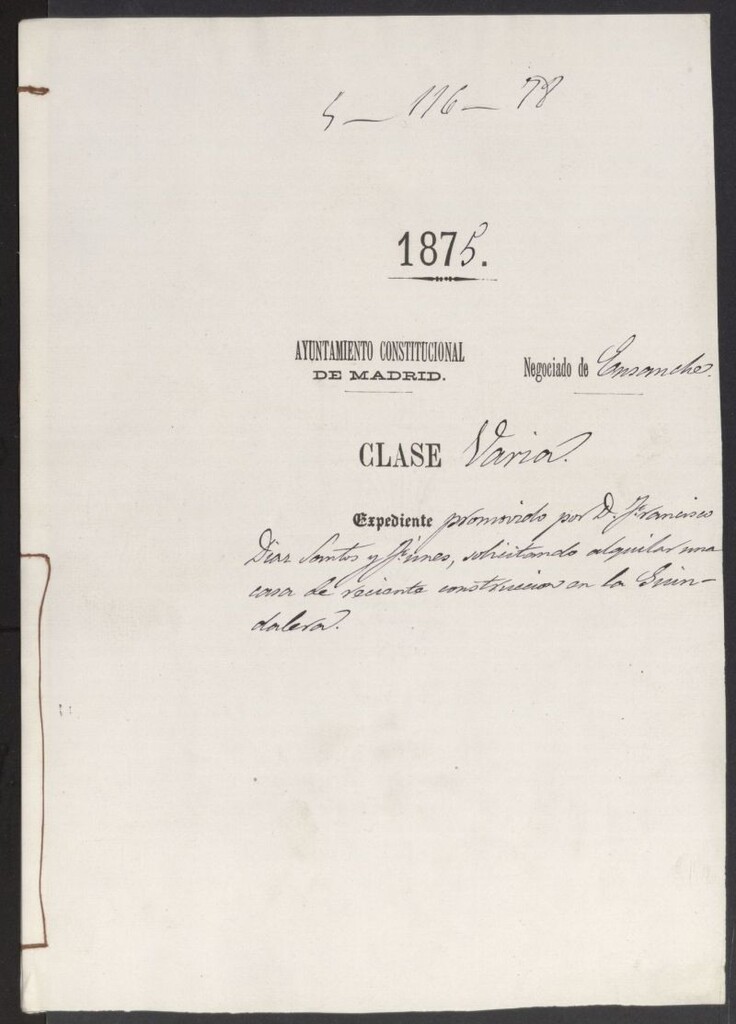 5 — 116 — 78
1875.
AYUNTAMIENTO CONSTITUCIONAL
DE MADRID.
Negociado de Ensanche.
CLASE Varia.
Expediente promovido por D. Francisco
Diaz Santos y, solicitando alquilar una
casa de reciente construccion en la Guin-
dalera.